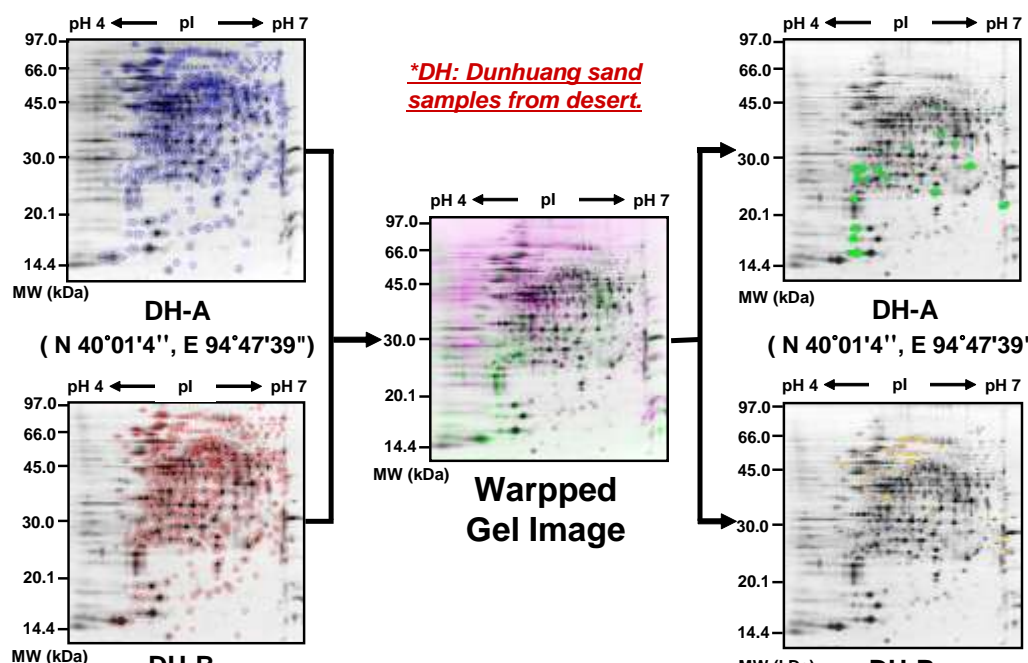 pH 4 pI pH 7
97.0
66.0
45.0
30.0
20.1
14.4
MW (kDa)
DH-A
( N 40°01'4'', E 94°47'39")
pH 4 pI pH 7
97.0
66.0
45.0
30.0
20.1
14.4
MW (kDa)
DH-B
*DH: Dunhuang sand
samples from desert.
pH 4 pI pH 7
97.0
66.0
45.0
30.0
20.1
14.4
MW (kDa)
Warpped
Gel Image
pH 4 pI pH 7
97.0
66.0
45.0
30.0
20.1
14.4
MW (kDa)
DH-A
( N 40°01'4'', E 94°47'39"
pH 4 pI pH 7
97.0
66.0
45.0
30.0
20.1
14.4
MW (kDa)
DH-B